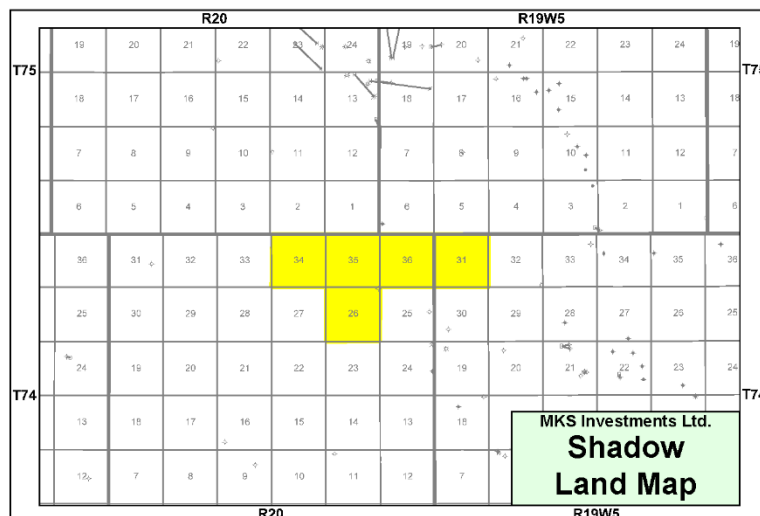 R20 R19W5
19 20 21 22 23 24 19 20 21 22 23 24 19
T75 T75
18 17 16 15 14 13 18 17 16 15 14 13 18
7 8 9 10 11 12 7 8 9 10 11 12 7
6 5 4 3 2 1 6 5 4 3 2 1 6
36 31 32 33 34 35 36 31 32 33 34 35 36
25 30 29 28 27 26 25 30 29 28 27 26 25
24 19 20 21 22 23 24 19 20 21 22 23 24
T74 T74
13 18 17 16 15 14 13 18
MKS Investments Ltd.
Shadow
Land Map
12 7 8 9 10 11 12 7
R20 R19W5